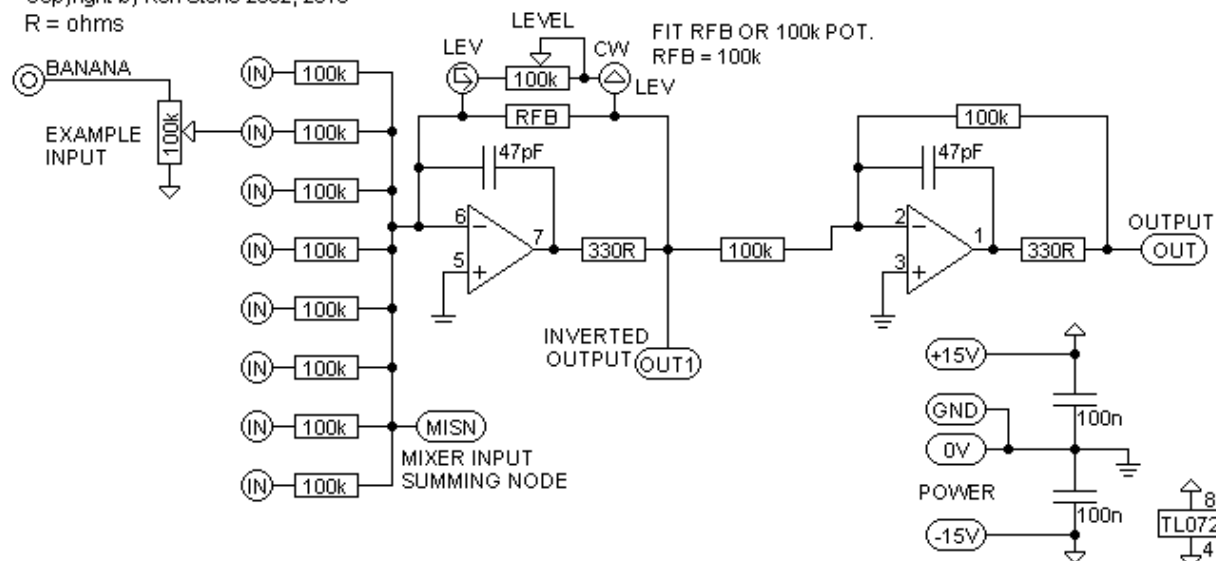 Copyright by Ken Stone 2002, 2010
R = ohms
BANANA
100k
EXAMPLE
INPUT
IN 100k
IN 100k
IN 100k
IN 100k
IN 100k
IN 100k
IN 100k
IN 100k
MISN
MIXER INPUT
SUMMING NODE
LEVEL
LEV
100k
CW
LEV
FIT RFB OR 100k POT.
RFB = 100k
RFB
47pF
6
5
7
330R
INVERTED
OUTPUT
OUT1
100k
100k
47pF
2
3
1
330R
OUTPUT
OUT
+15V
GND
0V
POWER
-15V
100n
100n
8
TL072
4